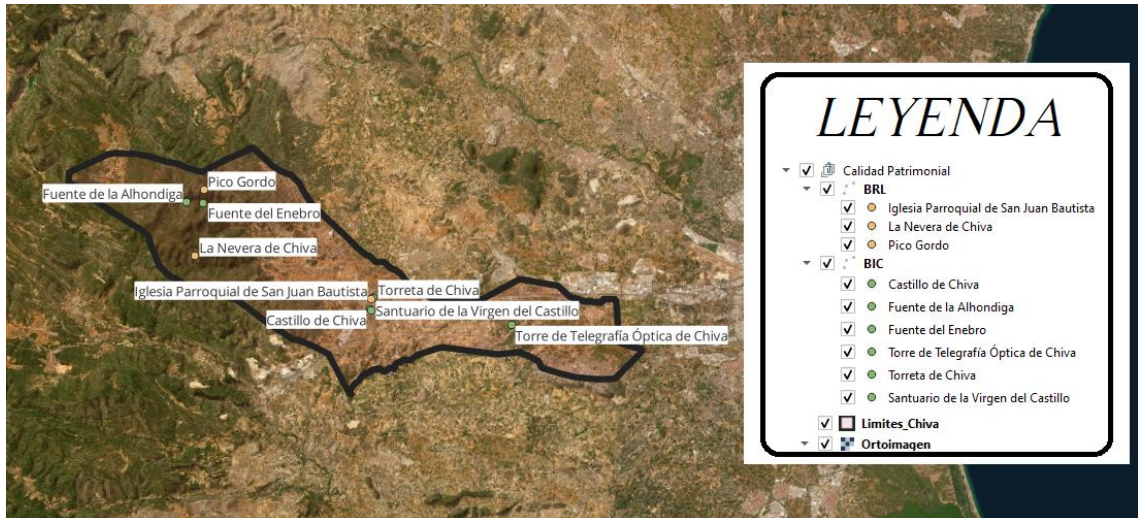 Fuente de la Alhondiga
Pico Gordo
Fuente del Enebro
La Nevera de Chiva
Iglesia Parroquial de San Juan Bautista
Torreta de Chiva
Castillo de Chiva
Santuario de la Virgen del Castillo
Torre de Telegrafía Óptica de Chiva
LEYENDA
Calidad Patrimonial
BRL
Iglesia Parroquial de San Juan Bautista
La Nevera de Chiva
Pico Gordo
BIC
Castillo de Chiva
Fuente de la Alhondiga
Fuente del Enebro
Torre de Telegrafía Óptica de Chiva
Torreta de Chiva
Santuario de la Virgen del Castillo
Limites_Chiva
Ortoimagen